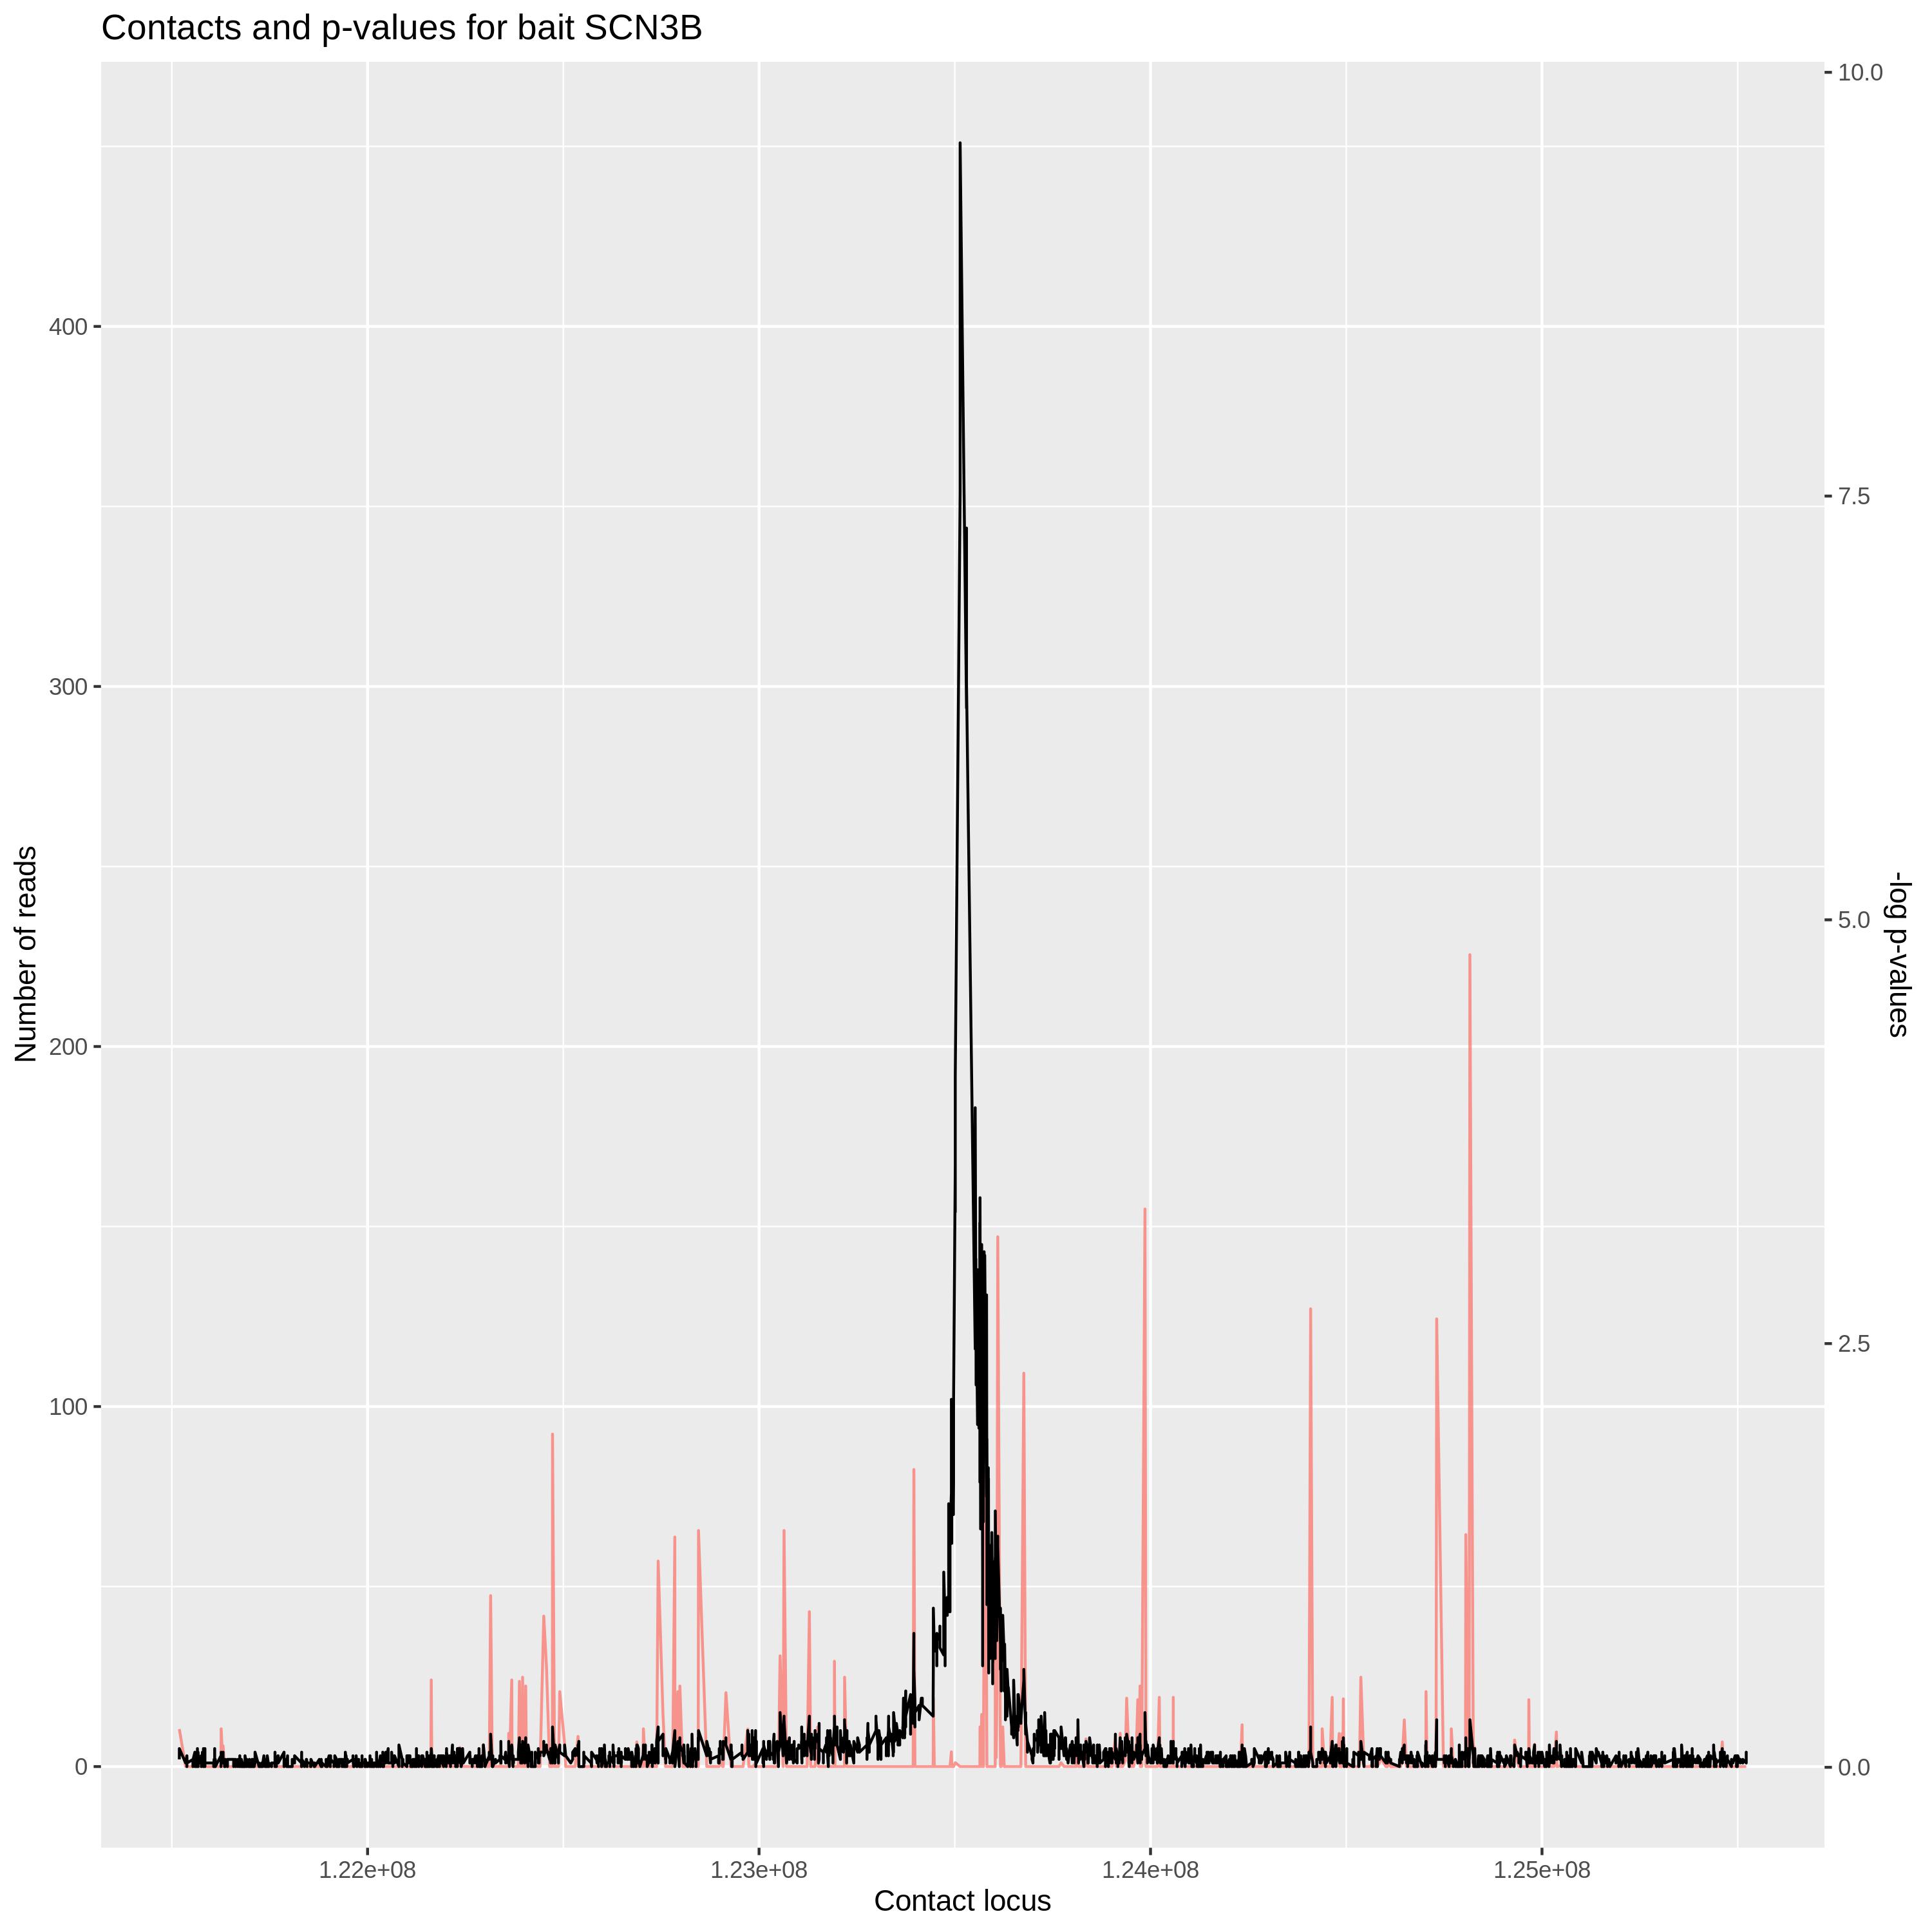 Contacts and p-values for bait SCN3B
Number of reads
400
300
200
100
0
10.0
7.5
5.0
2.5
0.0
-log p-values
1.22e+08
1.23e+08
1.24e+08
1.25e+08
Contact locus